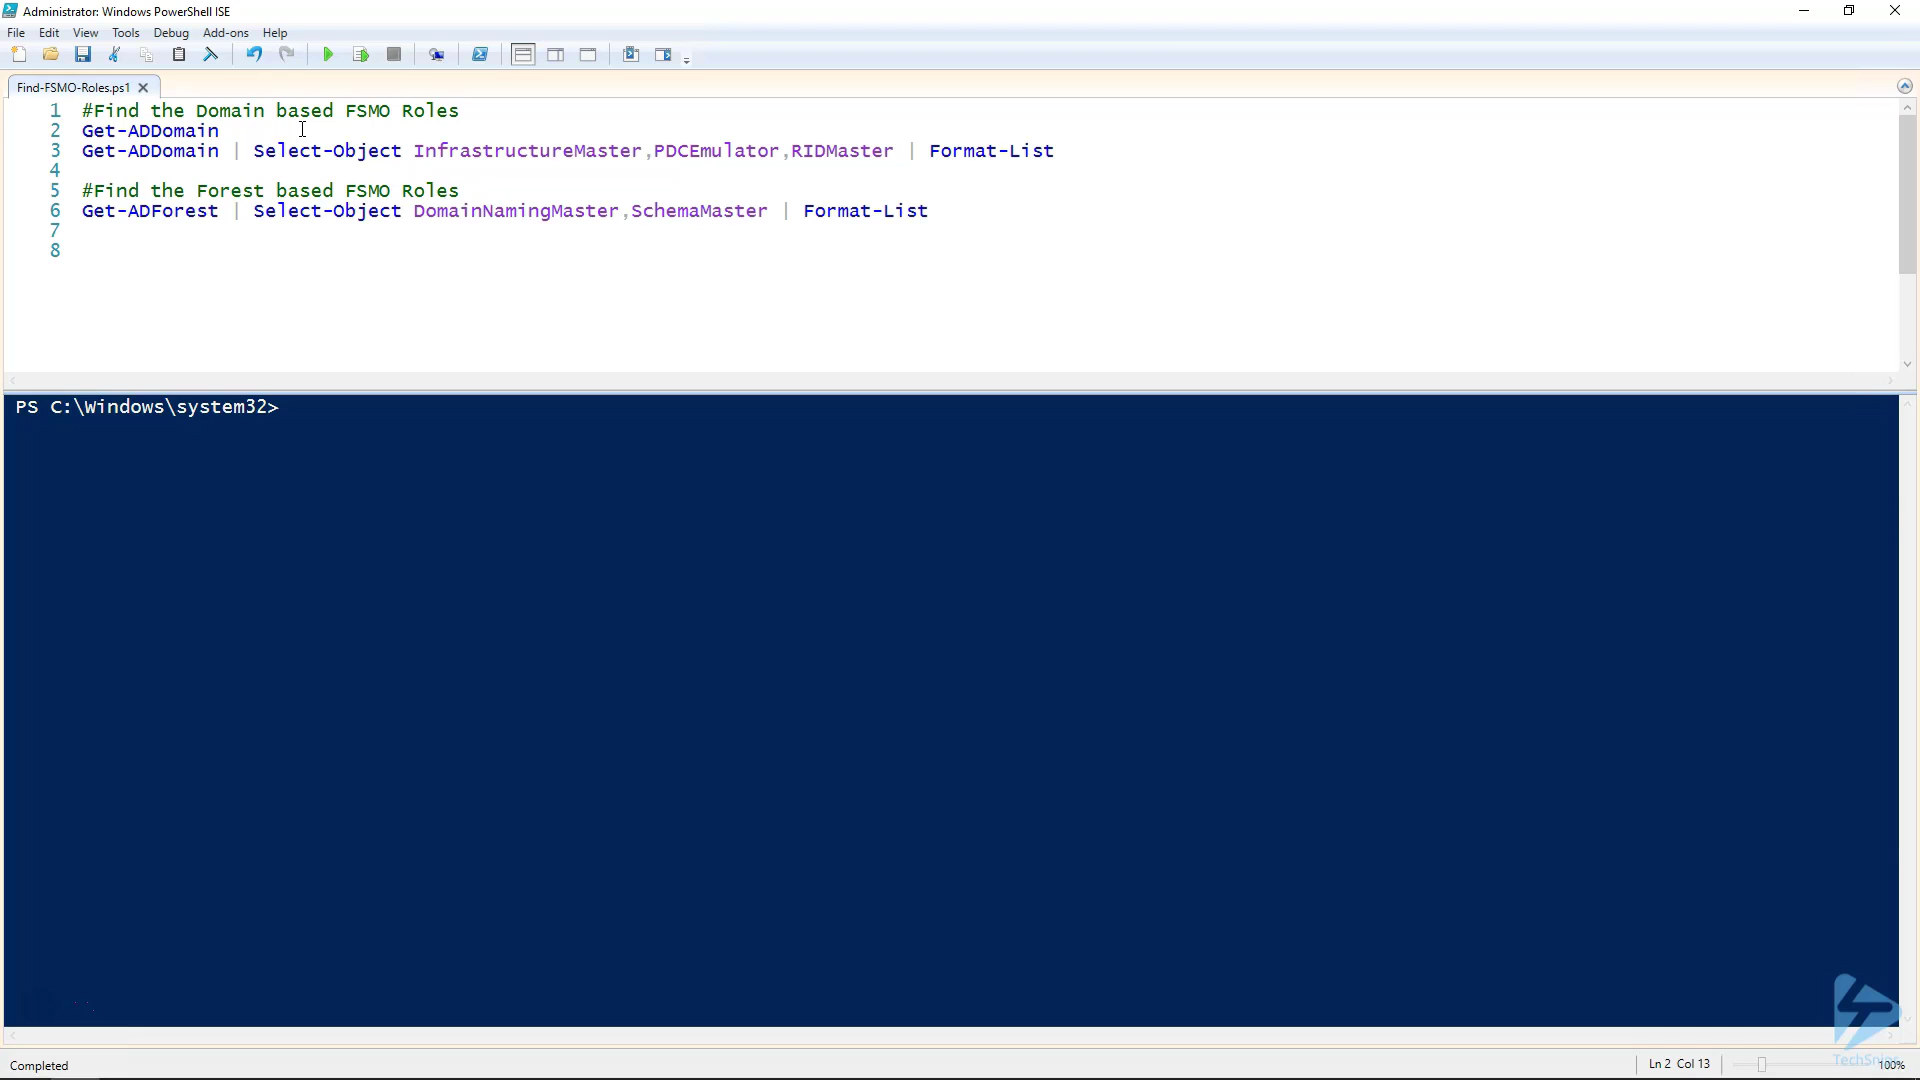 Administrator: Windows PowerShell ISE
File Edit View Tools Debug Add-ons Help
Find-FSMO-Roles.ps1
1 #Find the Domain based FSMO Roles
2 Get-ADDomain
3 Get-ADDomain | Select-Object InfrastructureMaster,PDCEmulator,RIDMaster | Format-List
4
5 #Find the Forest based FSMO Roles
6 Get-ADForest | Select-Object DomainNamingMaster,SchemaMaster | Format-List
7
8
PS C:\Windows\system32>
Completed
Ln 2 Col 13
100%